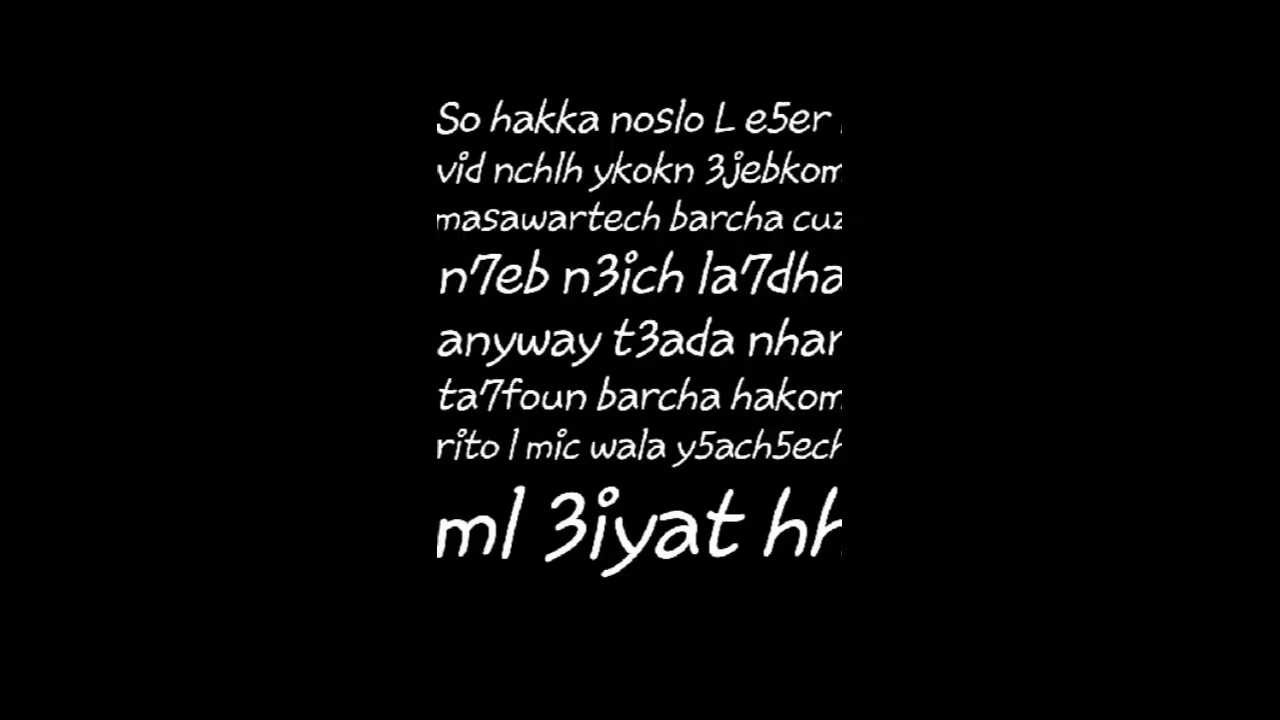 So hakka noslo L e5er
vid nchlh ykokn 3jebkom
masawartech barcha cuz
n7eb n3ich la7dha
anyway t3ada nhar
ta7foun barcha hakom
rito l mic wala y5ach5ech
ml 3iyat hh